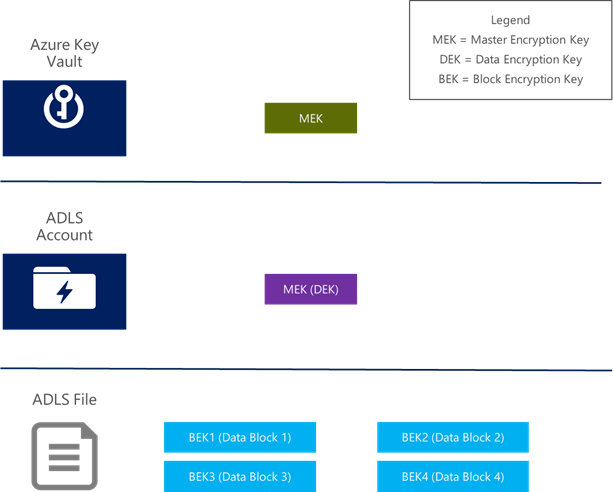 Legend
MEK = Master Encryption Key
DEK = Data Encryption Key
BEK = Block Encryption Key
Azure Key
Vault
MEK
ADLS
Account
MEK (DEK)
ADLS File
BEK1 (Data Block 1)
BEK2 (Data Block 2)
BEK3 (Data Block 3)
BEK4 (Data Block 4)